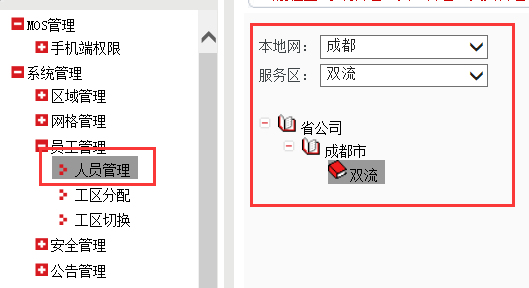 MOS管理
手机端权限
系统管理
区域管理
网格管理
员工管理
人员管理
工区分配
工区切换
安全管理
公告管理
本地网： 成都
服务区： 双流
省公司
成都市
双流